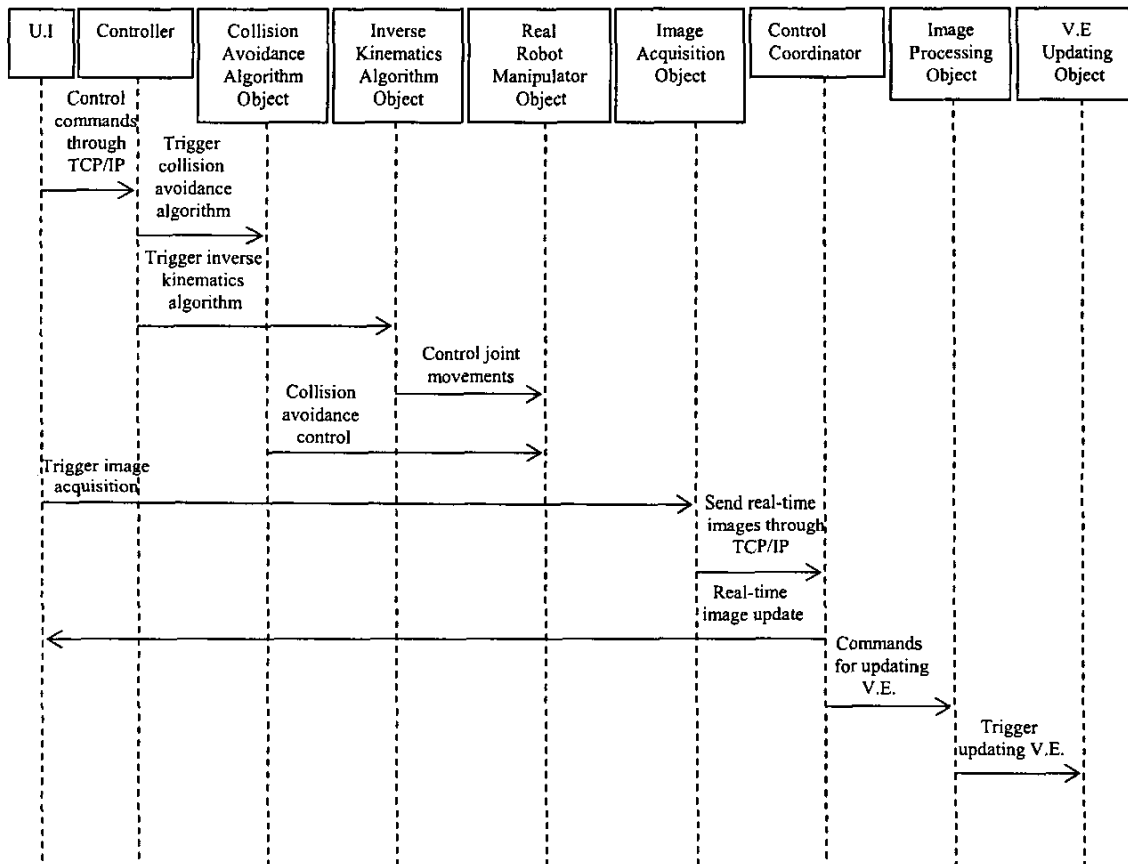 U.I
Controller
Collision
Avoidance
Algorithm
Object
Inverse
Kinematics
Algorithm
Object
Real
Robot
Manipulator
Object
Image
Acquisition
Object
Control
Coordinator
Image
Processing
Object
V.E
Updating
Object
Control
commands
through
TCP/IP
Trigger
collision
avoidance
algorithm
Trigger inverse
kinematics
algorithm
Control joint
movements
Collision
avoidance
control
Trigger image
acquisition
Send real-time
images through
TCP/IP
Real-time
image update
Commands
for updating
V.E.
Trigger
updating V.E.